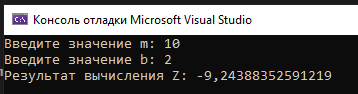 Консоль отладки Microsoft Visual Studio
Введите значение m: 10
Введите значение b: 2
Результат вычисления Z: -9,24388352591219